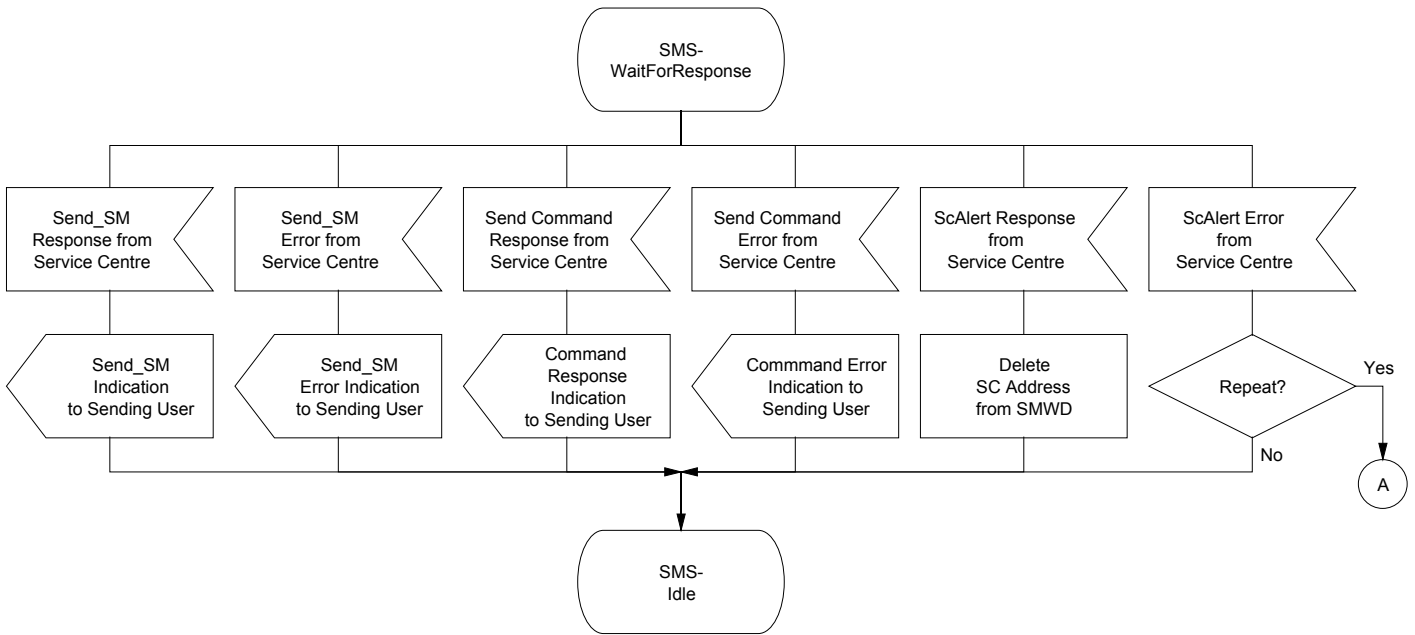 SMS-
WaitForResponse
Send_SM
Response from
Service Centre
Send_SM
Error from
Service Centre
Send Command
Response from
Service Centre
Send Command
Error from
Service Centre
ScAlert Response
from
Service Centre
ScAlert Error
from
Service Centre
Send_SM
Indication
to Sending User
Send_SM
Error Indication
to Sending User
Command
Response
Indication
to Sending User
Commmand Error
Indication to
Sending User
Delete
SC Address
from SMWD
Repeat?
Yes
No
A
SMS-
Idle